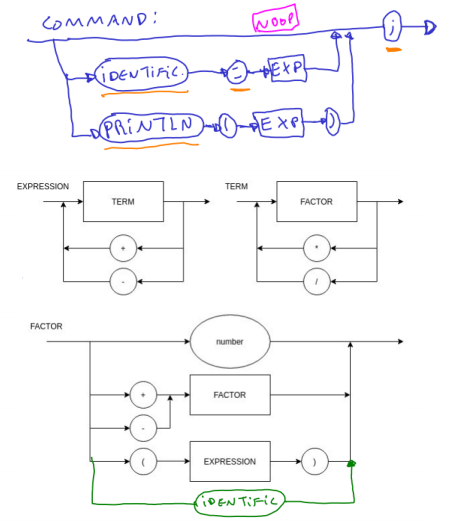 COMMAND:
NOOP
;
iDENTIFIC.
=
EXP
PRiNTLN
(
EXP
)
EXPRESSION
TERM
TERM
FACTOR
+
*
-
/
FACTOR
number
+
FACTOR
-
(
EXPRESSION
)
iDENTIFiC